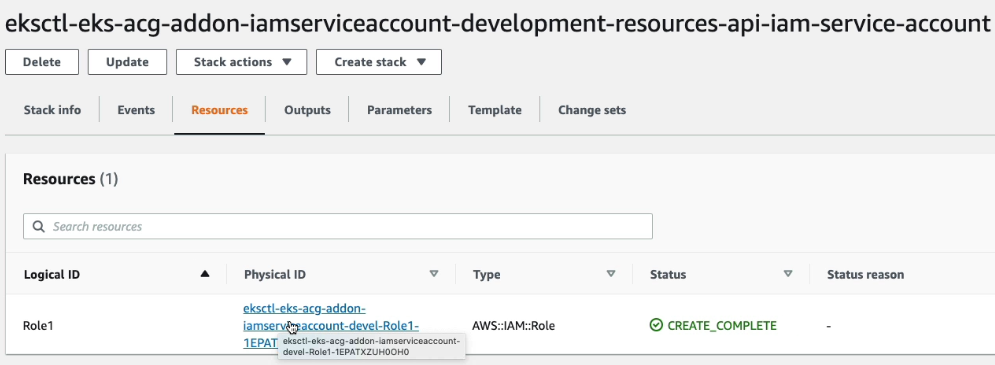 eksctl-eks-acg-addon-iamserviceaccount-development-resources-api-iam-service-account
Delete Update Stack actions Create stack
Stack info Events Resources Outputs Parameters Template Change sets
Resources (1)
Search resources
Logical ID Physical ID Type Status Status reason
eksctl-eks-acg-addon-
Role1 iamserviceaccount-devel-Role1- AWS::IAM::Role CREATE_COMPLETE -
1EPAT
eksctl-eks-acg-addon-iamserviceaccount-
devel-Role1-1EPATXZUH0OH0